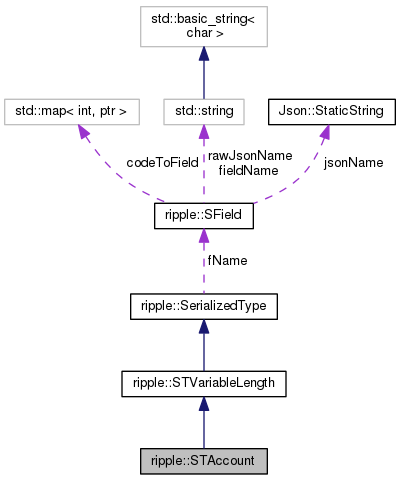 std::basic_string<
char >
std::map< int, ptr >
std::string
Json::StaticString
codeToField
rawJsonName
fieldName
jsonName
ripple::SField
fName
ripple::SerializedType
ripple::STVariableLength
ripple::STAccount